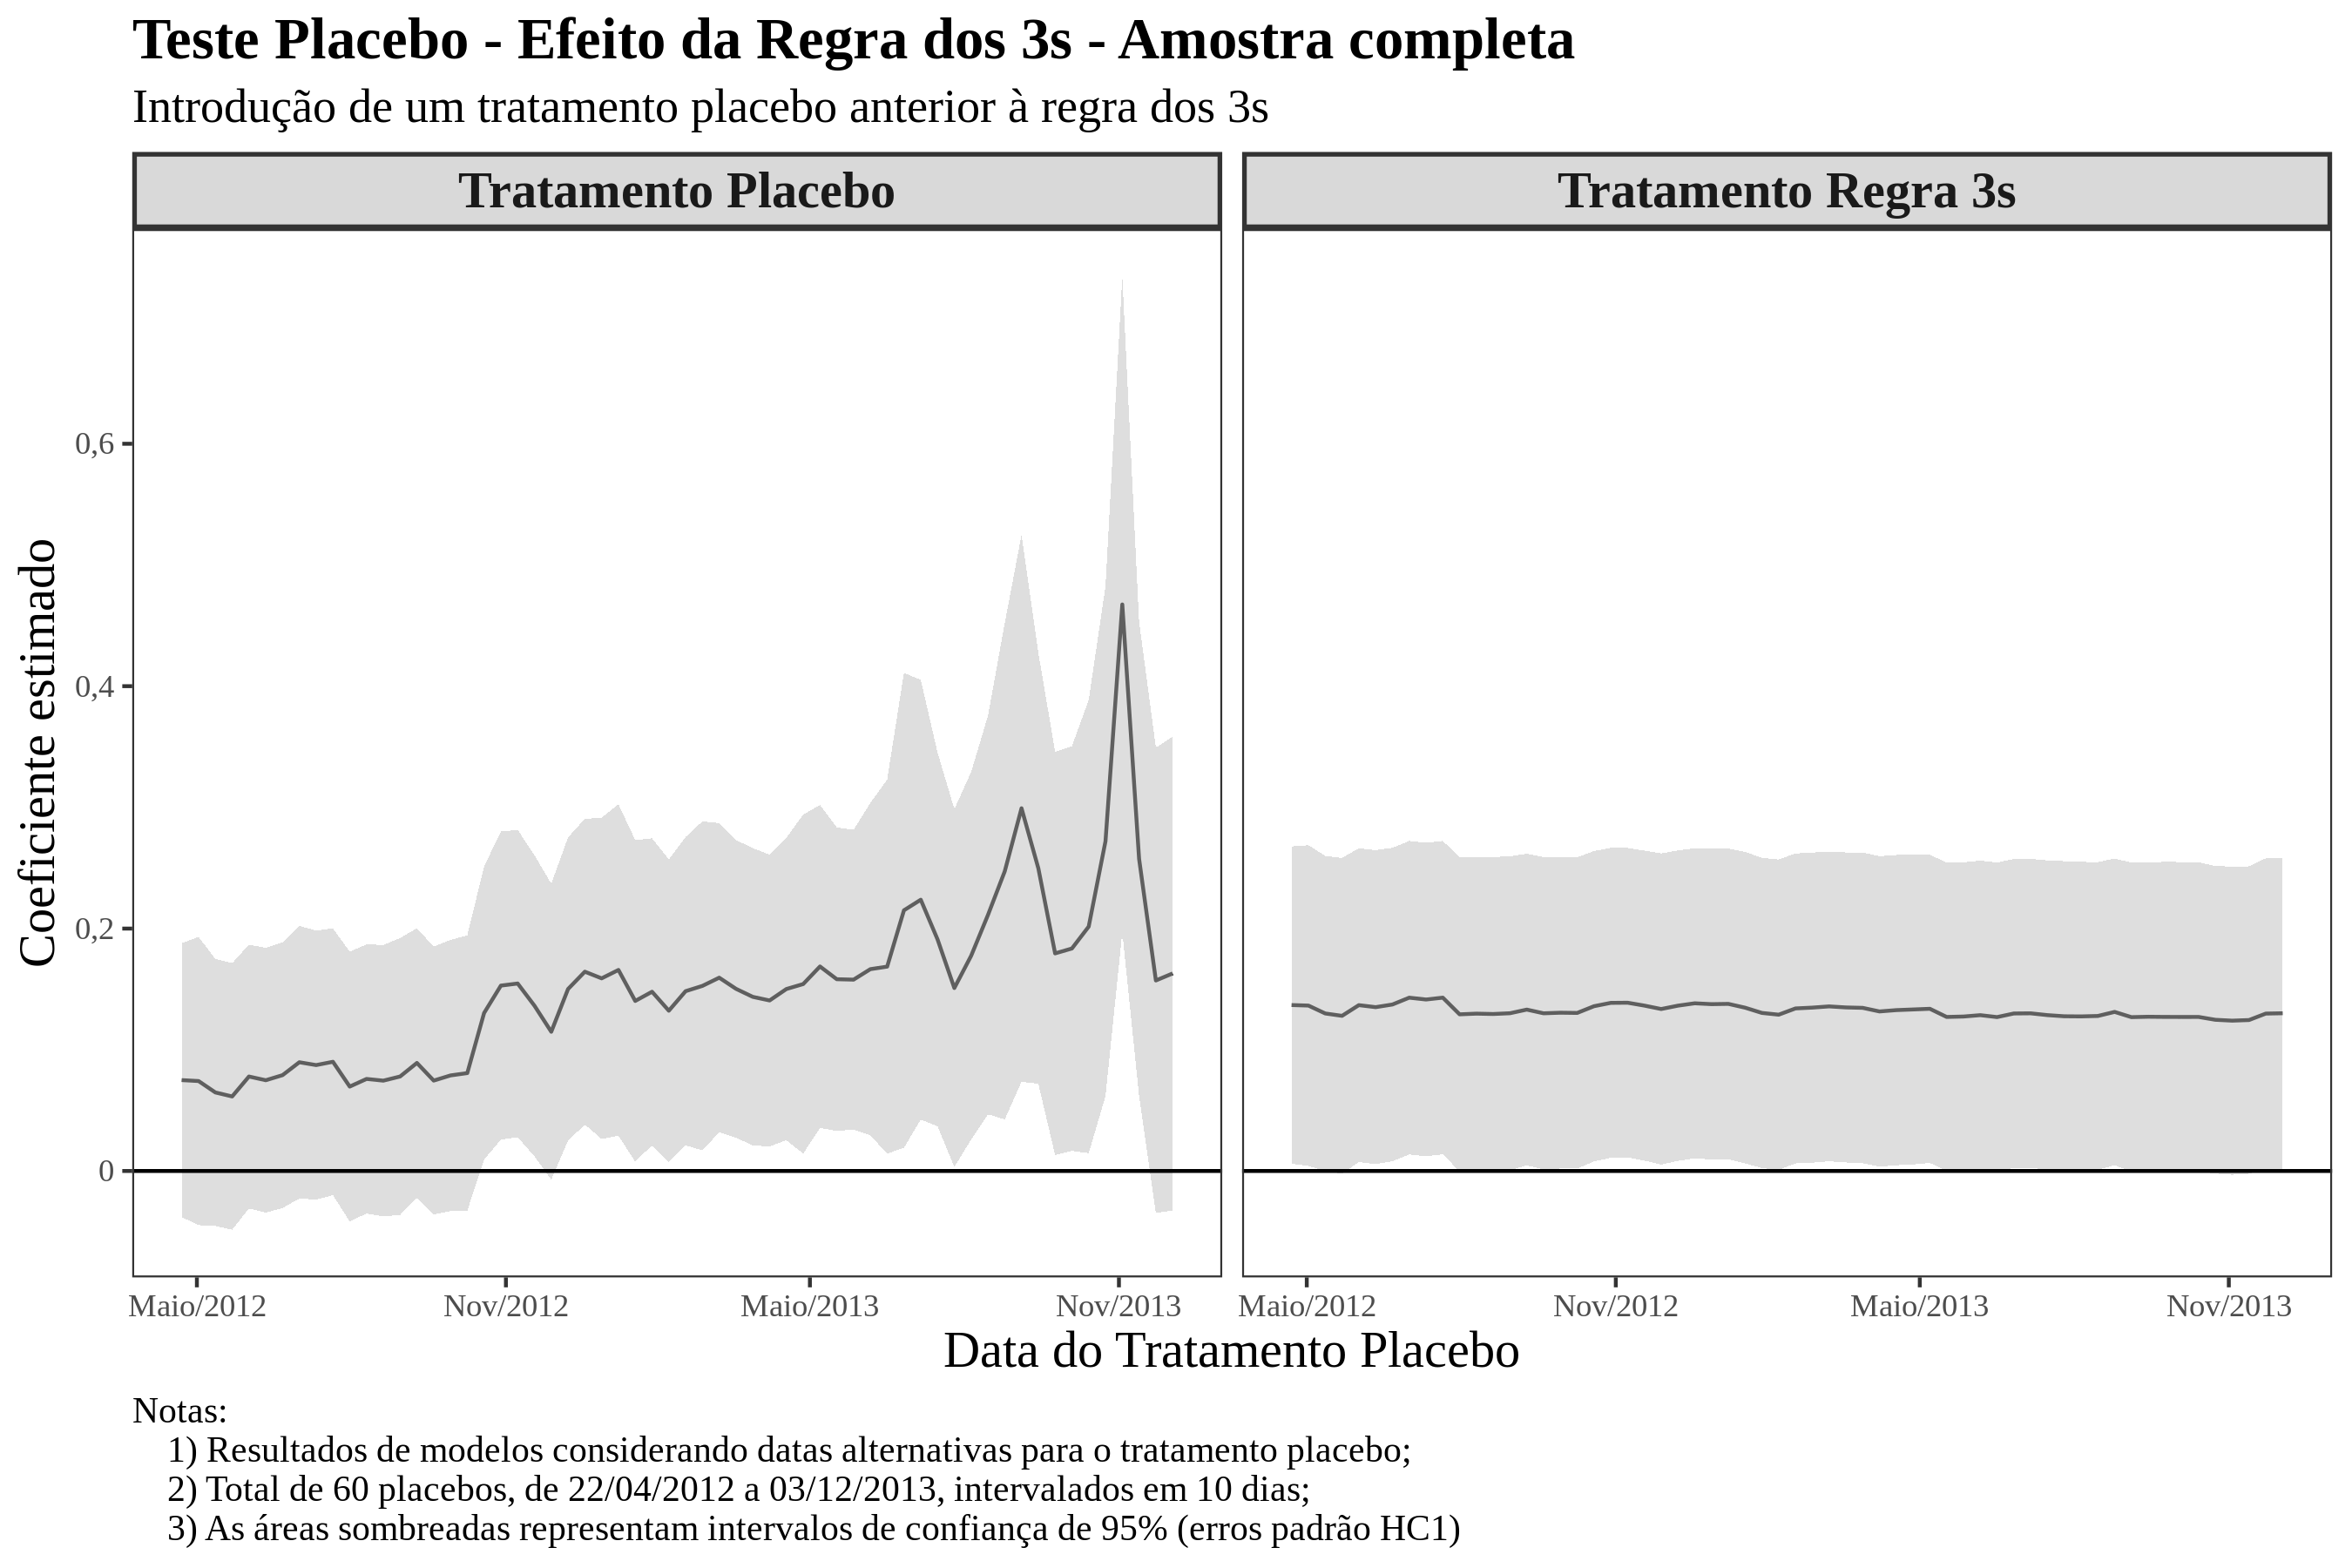 Teste Placebo - Efeito da Regra dos 3s - Amostra completa
Introdução de um tratamento placebo anterior à regra dos 3s
Tratamento Placebo
Tratamento Regra 3s
Coeficiente estimado
0,6
0,4
0,2
0
Maio/2012
Nov/2012
Maio/2013
Nov/2013
Maio/2012
Nov/2012
Maio/2013
Nov/2013
Data do Tratamento Placebo
Notas:
1) Resultados de modelos considerando datas alternativas para o tratamento placebo;
2) Total de 60 placebos, de 22/04/2012 a 03/12/2013, intervalados em 10 dias;
3) As áreas sombreadas representam intervalos de confiança de 95% (erros padrão HC1)